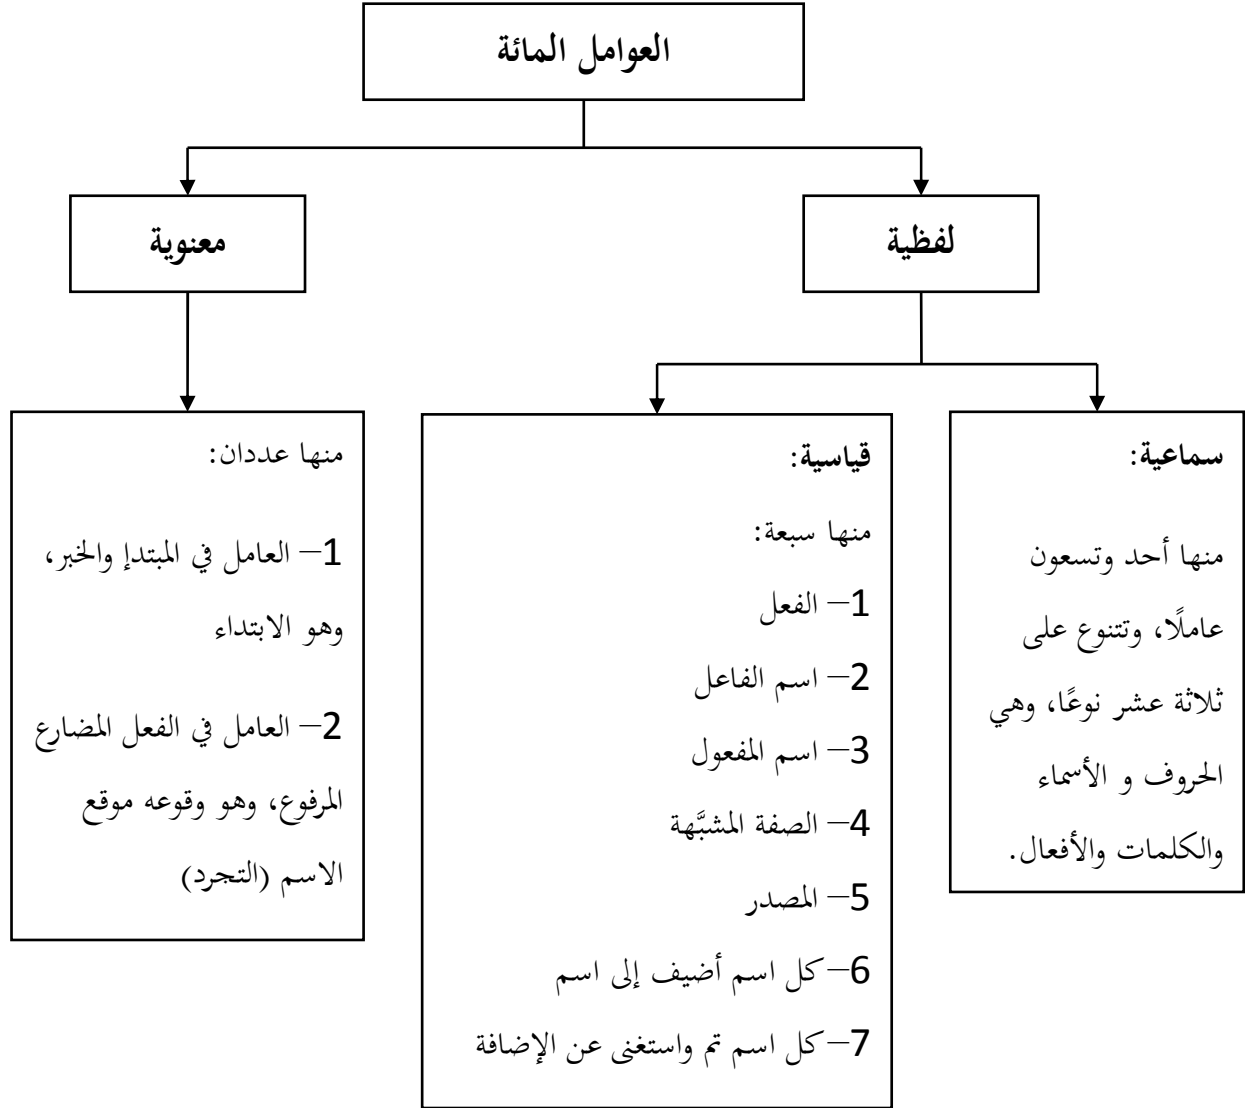 العوامل المائة
لفظية
معنوية
سماعية:
منها أحد وتسعون
عاملًا، وتتنوع على
ثلاثة عشر نوعًا، وهي
الحروف و الأسماء
والكلمات والأفعال.
قياسية:
منها سبعة:
1– الفعل
2– اسم الفاعل
3– اسم المفعول
4– الصفة المشبَّهة
5– المصدر
6– كل اسم أضيف إلى اسم
7– كل اسم تم واستغنى عن الإضافة
منها عددان:
1– العامل في المبتدإ والخبر،
وهو الابتداء
2– العامل في الفعل المضارع
المرفوع، وهو وقوعه موقع
الاسم (التجرد)